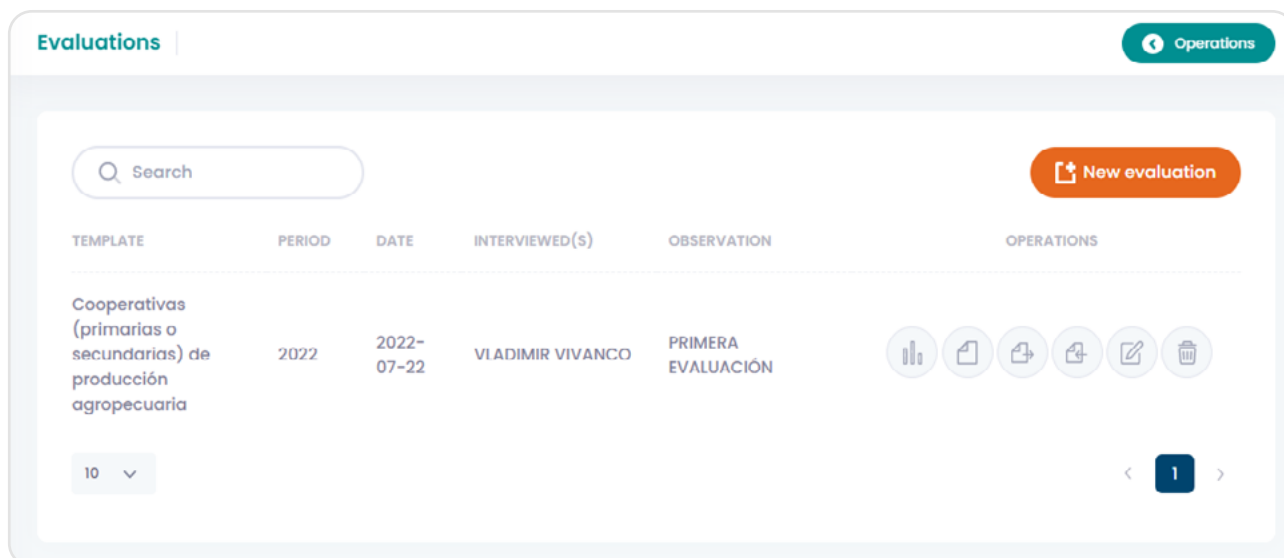 Evaluations
Operations
Search
New evaluation
TEMPLATE PERIOD DATE INTERVIEWED(S) OBSERVATION OPERATIONS
Cooperativas
(primarias o
secundarias) de
producción
agropecuaria
2022
2022-
07-22
VLADIMIR VIVANCO
PRIMERA
EVALUACIÓN
10
1